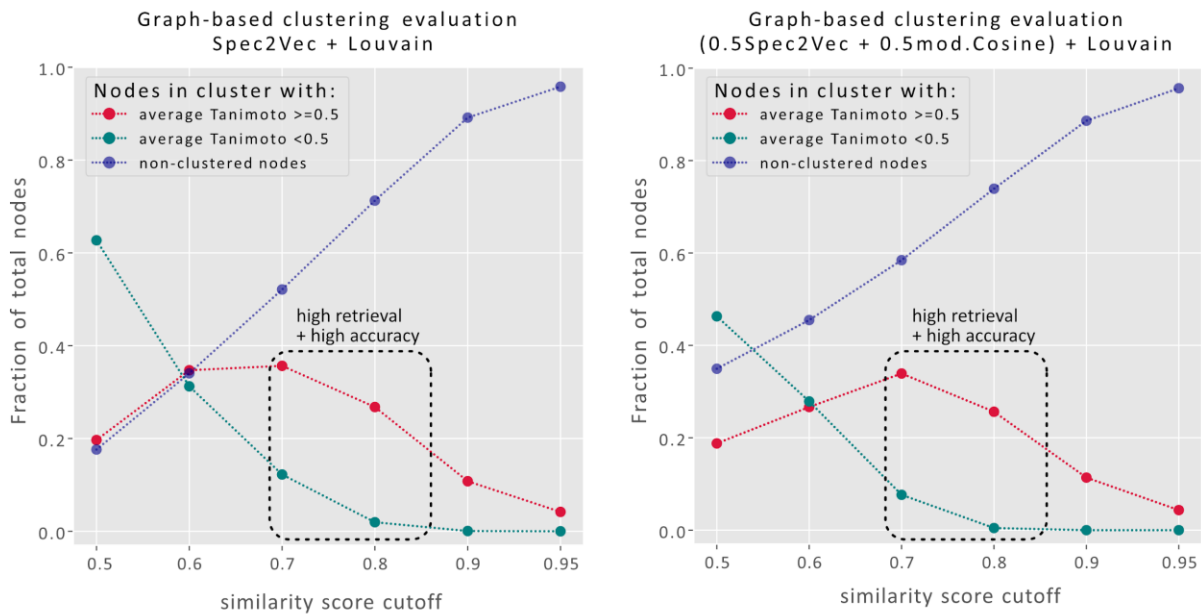 Graph-based clustering evaluation
Spec2Vec + Louvain
1.0
0.8
0.6
0.4
0.2
0.0
Fraction of total nodes
Nodes in cluster with:
average Tanimoto >=0.5
average Tanimoto <0.5
non-clustered nodes
high retrieval
+ high accuracy
0.5 0.6 0.7 0.8 0.9 0.95
similarity score cutoff
Graph-based clustering evaluation
(0.5Spec2Vec + 0.5mod.Cosine) + Louvain
1.0
0.8
0.6
0.4
0.2
0.0
Fraction of total nodes
Nodes in cluster with:
average Tanimoto >=0.5
average Tanimoto <0.5
non-clustered nodes
high retrieval
+ high accuracy
0.5 0.6 0.7 0.8 0.9 0.95
similarity score cutoff